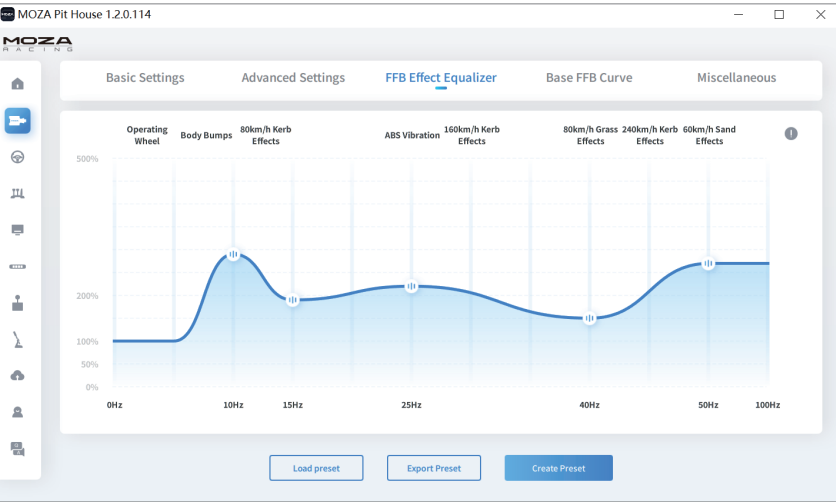 MOZA Pit House 1.2.0.114
MOZA
RACING
Basic Settings
Advanced Settings
FFB Effect Equalizer
Base FFB Curve
Miscellaneous
Operating
Wheel
Body Bumps
80km/h Kerb
Effects
ABS Vibration
160km/h Kerb
Effects
80km/h Grass
Effects
240km/h Kerb
Effects
60km/h Sand
Effects
500%
200%
100%
50%
0%
0Hz
10Hz
15Hz
25Hz
40Hz
50Hz
100Hz
Load preset
Export Preset
Create Preset